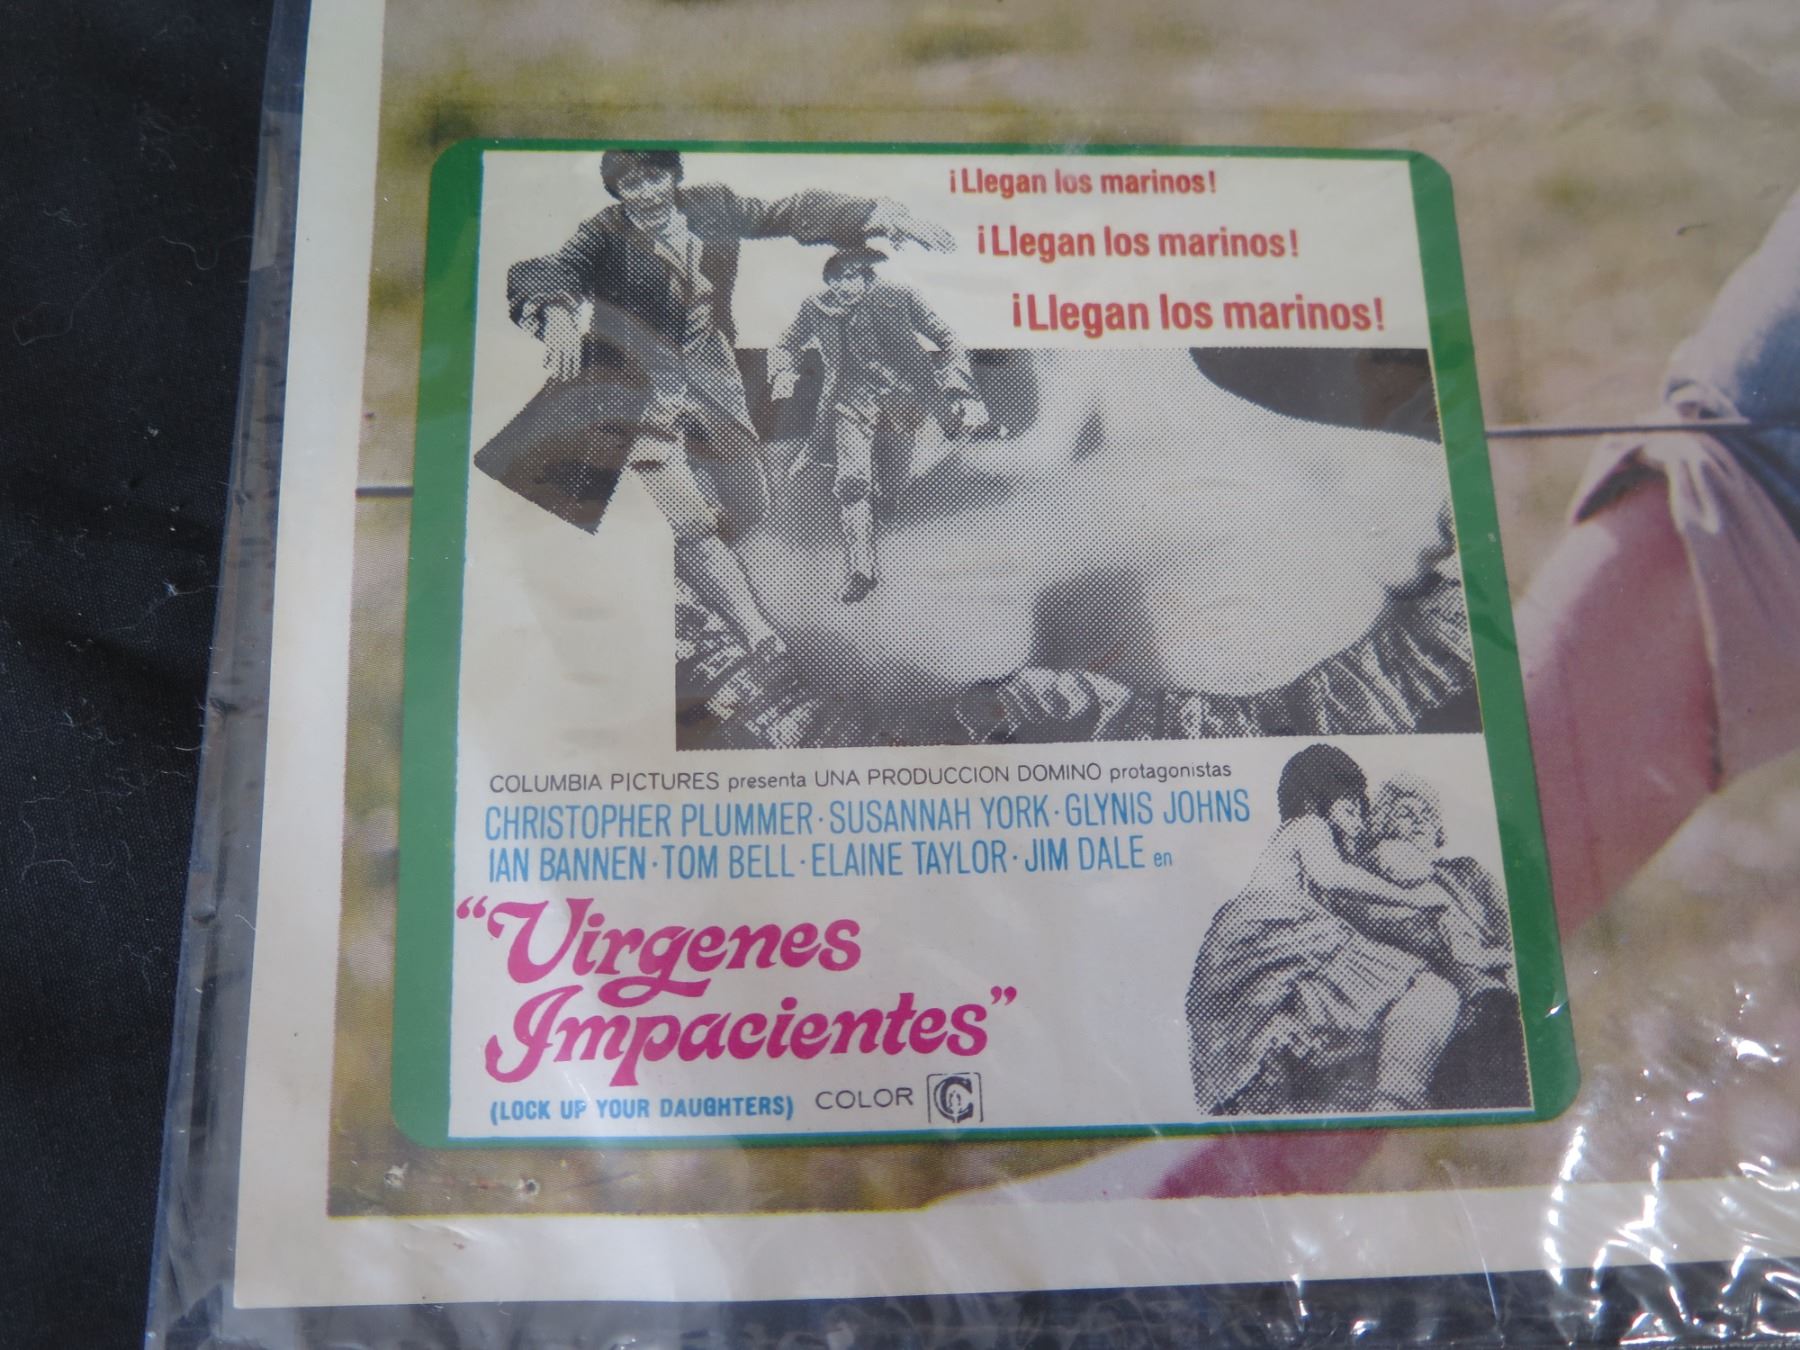 ¡Llegan los marinos!
¡Llegan los marinos!
¡Llegan los marinos!
COLUMBIA PICTURES presenta UNA PRODUCCION DOMINO protagonistas
CHRISTOPHER PLUMMER · SUSANNAH YORK · GLYNIS JOHNS
IAN BANNEN · TOM BELL · ELAINE TAYLOR · JIM DALE en
"Virgenes
Impacientes"
(LOCK UP YOUR DAUGHTERS) COLOR C